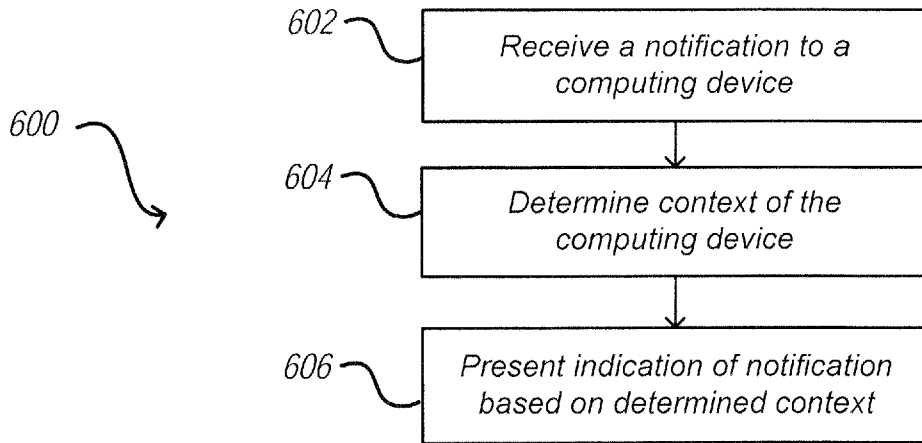 602
Receive a notification to a
computing device
600
604
Determine context of the
computing device
606
Present indication of notification
based on determined context